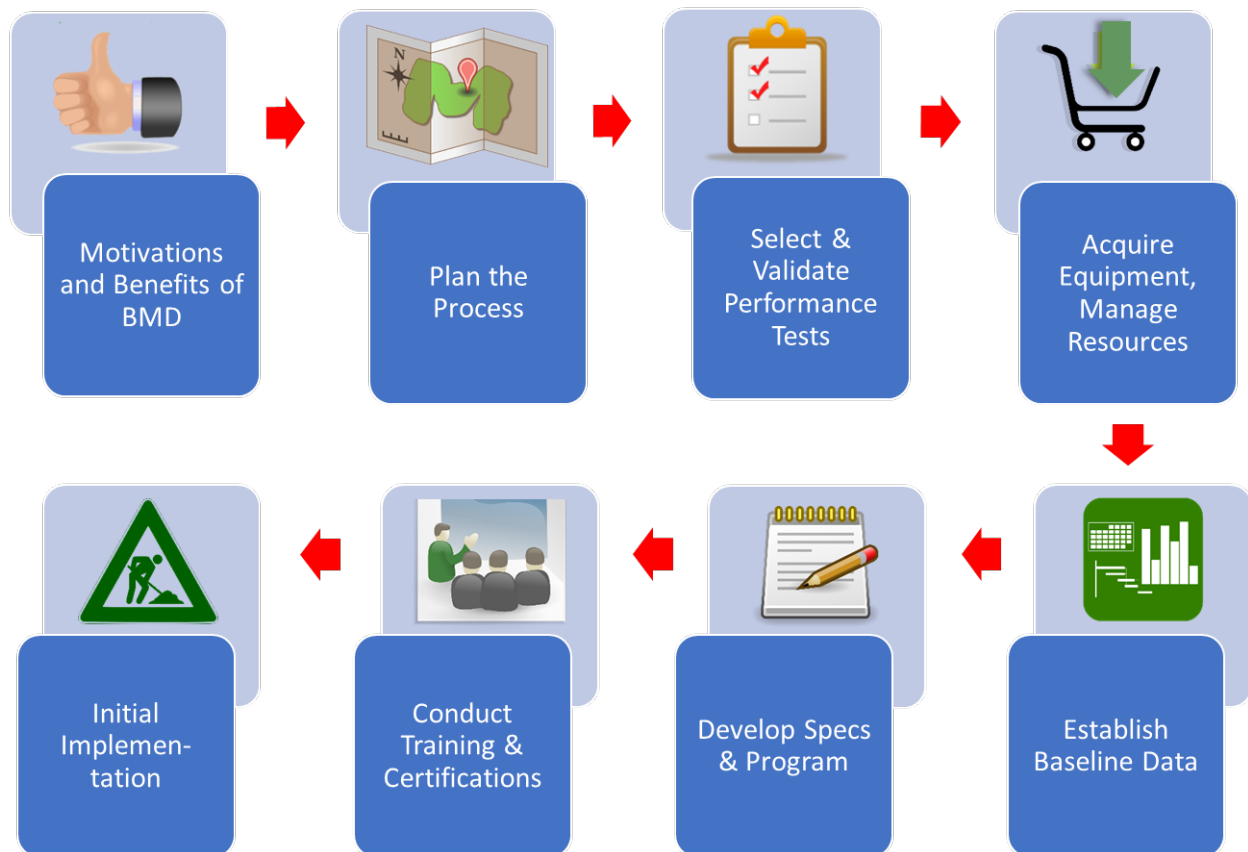 N
Motivations
and Benefits of
BMD
Plan the
Process
Select &
Validate
Performance
Tests
Acquire
Equipment,
Manage
Resources
Establish
Baseline Data
Develop Specs
& Program
Conduct
Training &
Certifications
Initial
Implemen-
tation